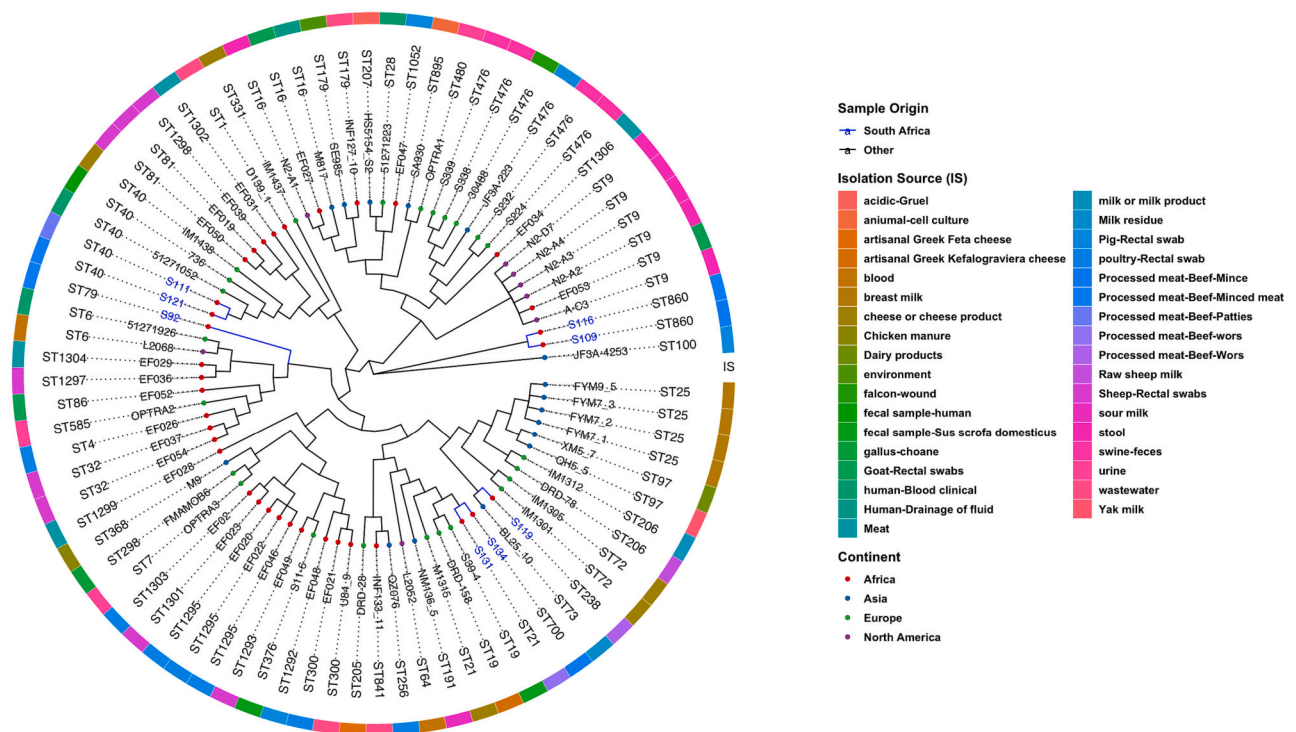 IS
ST25
ST25
ST25
ST25
ST97
ST97
ST206
ST206
ST72
ST72
ST238
ST73
ST700
ST21
ST19
ST19
ST21
ST191
ST64
ST256
ST841
ST205
ST300
ST300
ST1292
ST376
ST1293
ST1295
ST1295
ST1295
ST1301
ST1303
ST7
ST298
ST368
ST1299
ST32
ST32
ST4
ST585
ST86
ST1297
ST1304
ST6
ST6
ST79
ST40
ST40
ST40
ST40
ST40
ST81
ST81
ST1298
ST1302
ST1
ST331
ST16
ST16
ST16
ST179
ST179
ST207
ST28
ST1052
ST895
ST480
ST476
ST476
ST476
ST476
ST476
ST476
ST1306
ST9
ST9
ST9
ST9
ST9
ST9
ST860
ST860
ST100
FYM9_5
FYM7_3
FYM7_2
FYM7_1
XM5_7
QH5_5
IM1312
DRD-78
IM1305
IM1301
BL25_10
S119
S134
S131
S39-4
DRD-158
M1316
NM136_5
L2052
QZ076
INF133_11
DRD-28
U84_9
EF021
EF048
S11-6
EF049
EF046
EF022
EF020
EF023
EF02
OPTRA3
FMAMOB6
M9
EF028
EF054
EF037
EF026
OPTRA2
EF052
EF036
EF029
L2068
51271926
S92
S121
S111
51271052
736
IM1438
EF019
EF050
EF039
EF031
D199_1
IM1437
N2-A1
EF027
M817
SE985
INF127_10
HS5154_S2
51271223
EF047
SA930
OPTRA1
S339
S338
30488
JF3A-223
S232
S224
EF034
N2-D7
N2-A4
N2-A3
N2-A2
EF053
A-C3
S116
S109
JF3A-4253
Sample Origin
a South Africa
a Other
Isolation Source (IS)
acidic-Gruel
aniumal-cell culture
artisanal Greek Feta cheese
artisanal Greek Kefalograviera cheese
blood
breast milk
cheese or cheese product
Chicken manure
Dairy products
environment
falcon-wound
fecal sample-human
fecal sample-Sus scrofa domesticus
gallus-choane
Goat-Rectal swabs
human-Blood clinical
Human-Drainage of fluid
Meat
milk or milk product
Milk residue
Pig-Rectal swab
poultry-Rectal swab
Processed meat-Beef-Mince
Processed meat-Beef-Minced meat
Processed meat-Beef-Patties
Processed meat-Beef-wors
Processed meat-Beef-Wors
Raw sheep milk
Sheep-Rectal swabs
sour milk
stool
swine-feces
urine
wastewater
Yak milk
Continent
Africa
Asia
Europe
North America